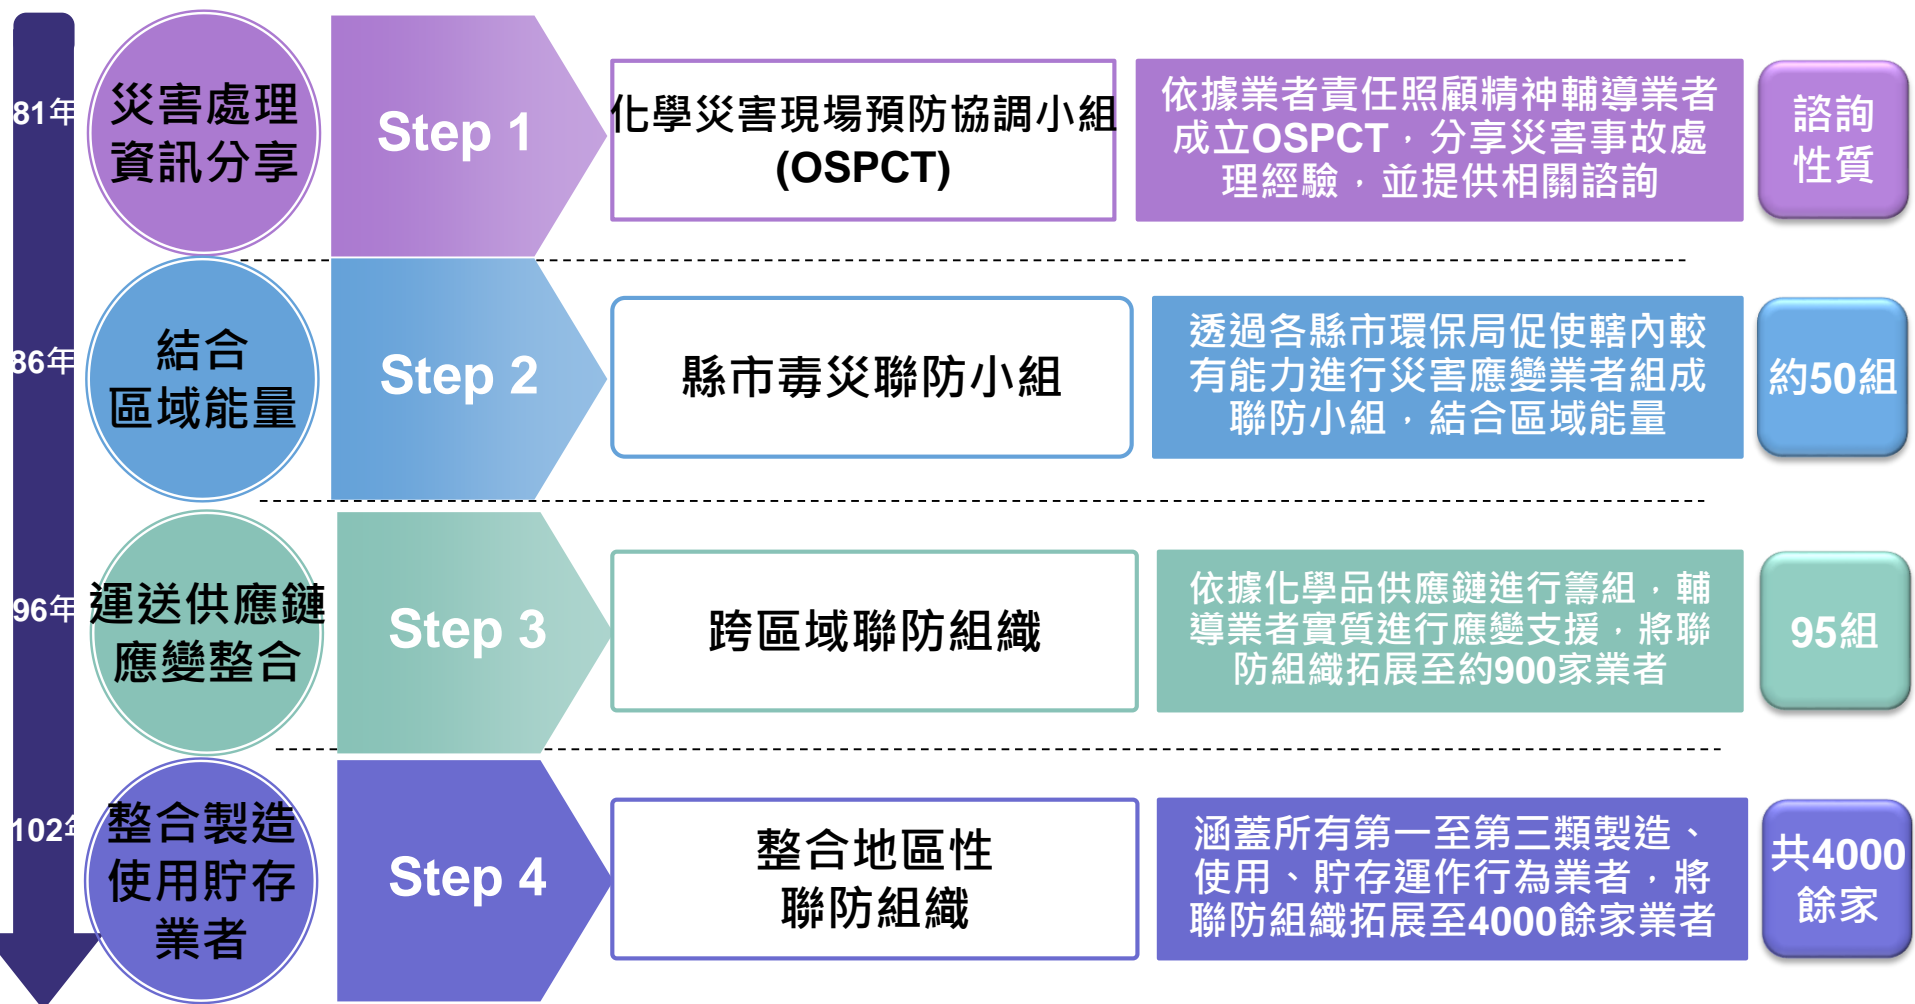 81年
災害處理
資訊分享
Step 1
化學災害現場預防協調小組
(OSPCT)
依據業者責任照顧精神輔導業者
成立OSPCT，分享災害事故處
理經驗，並提供相關諮詢
諮詢
性質
86年
結合
區域能量
Step 2
縣市毒災聯防小組
透過各縣市環保局促使轄內較
有能力進行災害應變業者組成
聯防小組，結合區域能量
約50組
96年
運送供應鏈
應變整合
Step 3
跨區域聯防組織
依據化學品供應鏈進行籌組，輔
導業者實質進行應變支援，將聯
防組織拓展至約900家業者
95組
102年
整合製造
使用貯存
業者
Step 4
整合地區性
聯防組織
涵蓋所有第一至第三類製造、
使用、貯存運作行為業者，將
聯防組織拓展至4000餘家業者
共4000
餘家